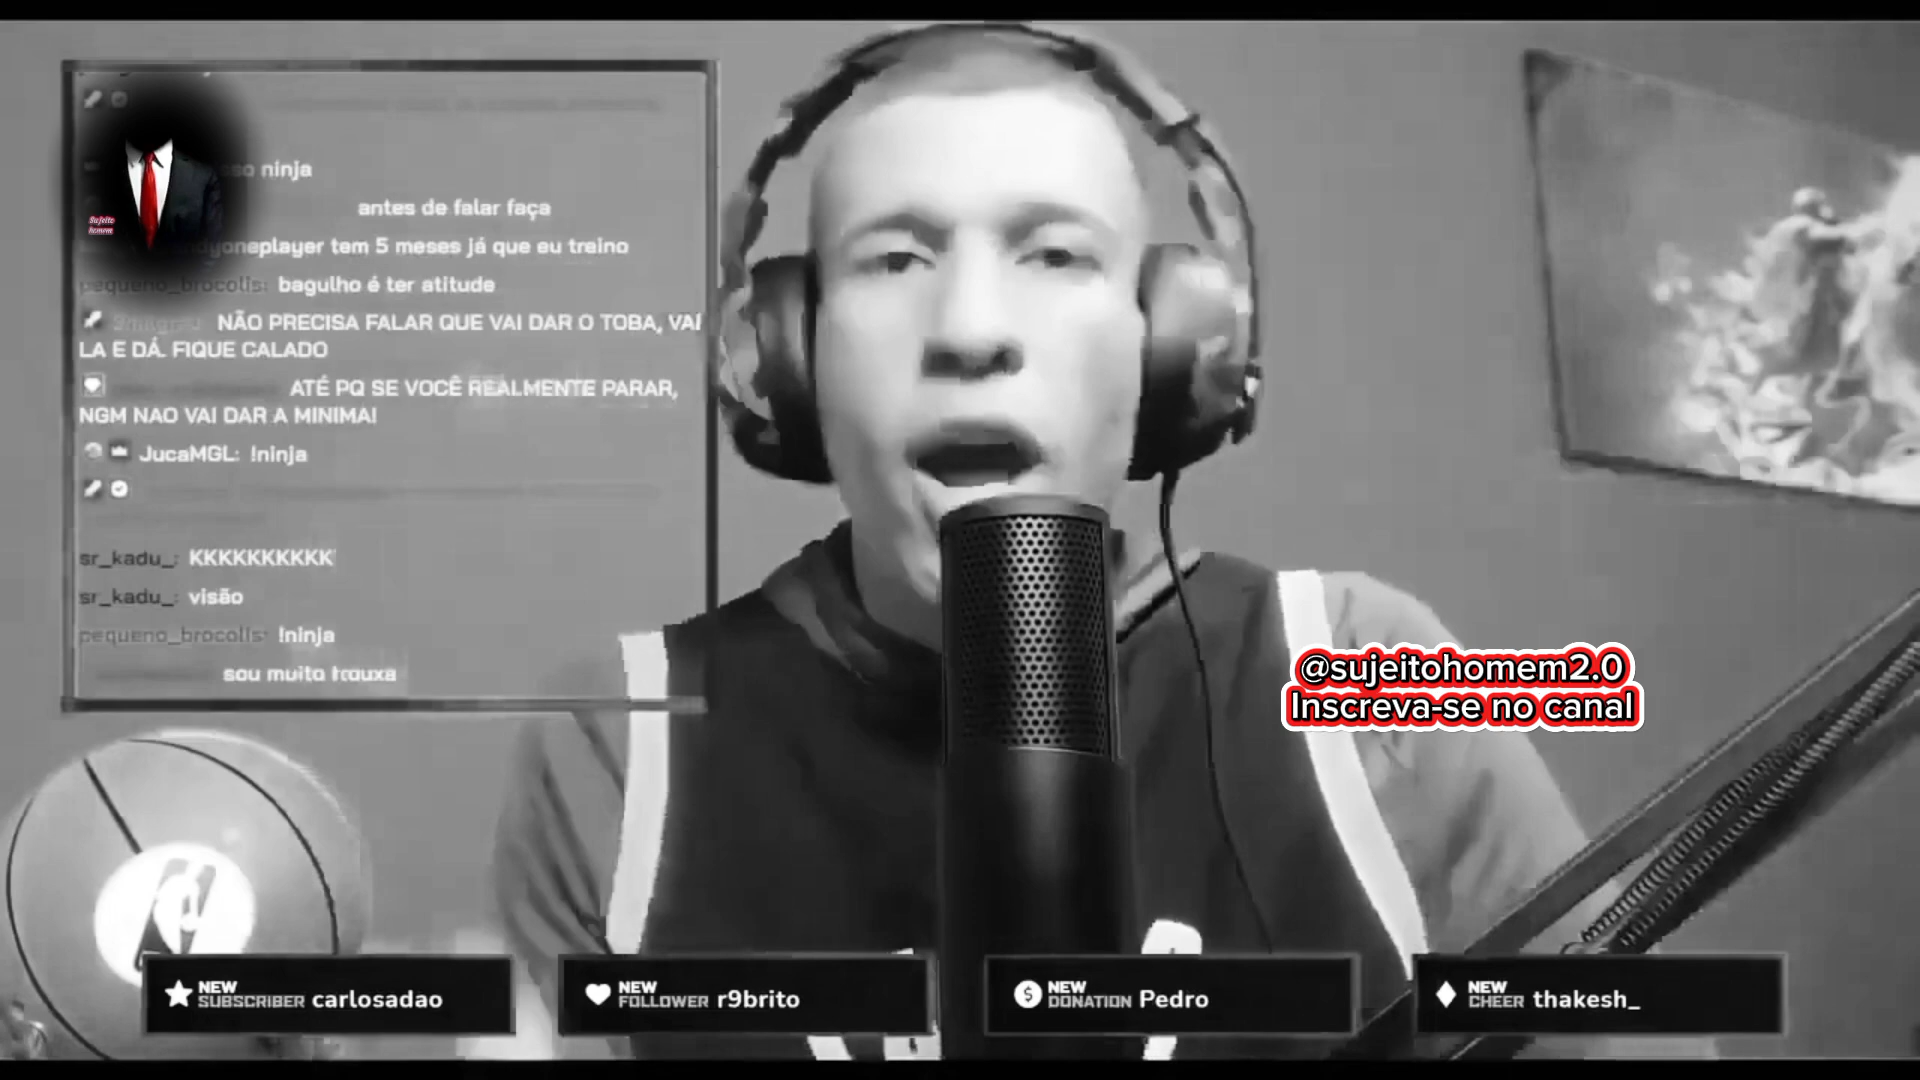 ninja
antes de falar faça
yoneplayer tem 5 meses já que eu treino
pequeno_brocolis: bagulho é ter atitude
NÃO PRECISA FALAR QUE VAI DAR O TOBA, VAI
LA E DÁ. FIQUE CALADO
ATÉ PQ SE VOCÊ REALMENTE PARAR,
NGM NAO VAI DAR A MINIMA!
JucaMGL: !ninja
sr_kadu_: KKKKKKKKKK
sr_kadu_: visão
pequeno_brocolis: !ninja
sou muito trouxa
Sujeito
homem
@sujeitohomem2.0
Inscreva-se no canal
NEW
SUBSCRIBER carlosadao
NEW
FOLLOWER r9brito
NEW
DONATION Pedro
NEW
CHEER thakesh_